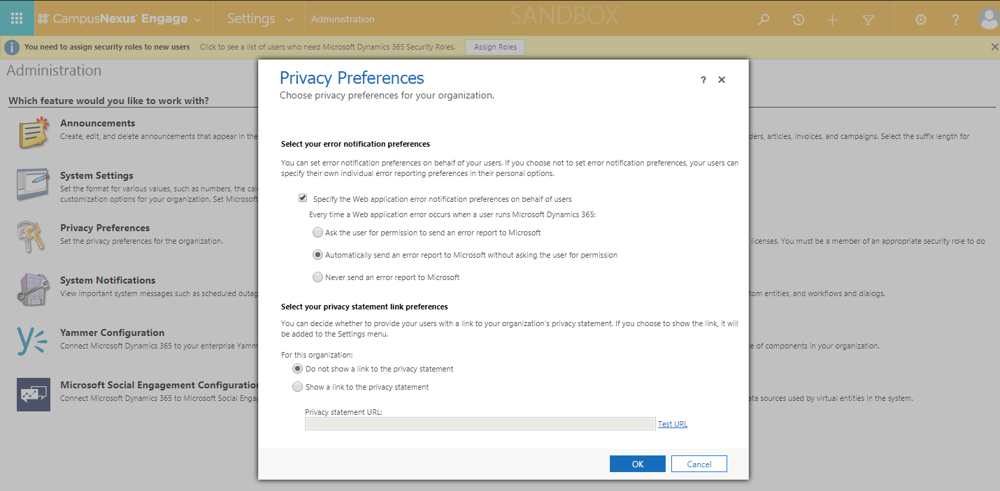 CampusNexus® Engage
Settings
Administration
SANDBOX
?
You need to assign security roles to new users Click to see a list of users who need Microsoft Dynamics 365 Security Roles. Assign Roles
Administration
Which feature would you like to work with?
Announcements
Create, edit, and delete announcements that appear in the
System Settings
Set the format for various values, such as numbers, the cal
customization options for your organization. Set Microsoft
Privacy Preferences
Set the privacy preferences for the organization.
System Notifications
View important system messages such as scheduled outag
Yammer Configuration
Connect Microsoft Dynamics 365 to your enterprise Yamm
Microsoft Social Engagement Configuration
Connect Microsoft Dynamics 365 to Microsoft Social Enga
Privacy Preferences
?
Choose privacy preferences for your organization.
Select your error notification preferences
You can set error notification preferences on behalf of your users. If you choose not to set error notification preferences, your users can
specify their own individual error reporting preferences in their personal options.
Specify the Web application error notification preferences on behalf of users
Every time a Web application error occurs when a user runs Microsoft Dynamics 365:
Ask the user for permission to send an error report to Microsoft
Automatically send an error report to Microsoft without asking the user for permission
Never send an error report to Microsoft
Select your privacy statement link preferences
You can decide whether to provide your users with a link to your organization's privacy statement. If you choose to show the link, it will
be added to the Settings menu.
For this organization:
Do not show a link to the privacy statement
Show a link to the privacy statement
Privacy statement URL:
Test URL
OK Cancel
ders, articles, invoices, and campaigns. Select the suffix length for
licenses. You must be a member of an appropriate security role to do
tom entities, and workflows and dialogs.
ce of components in your organization.
ata sources used by virtual entities in the system.